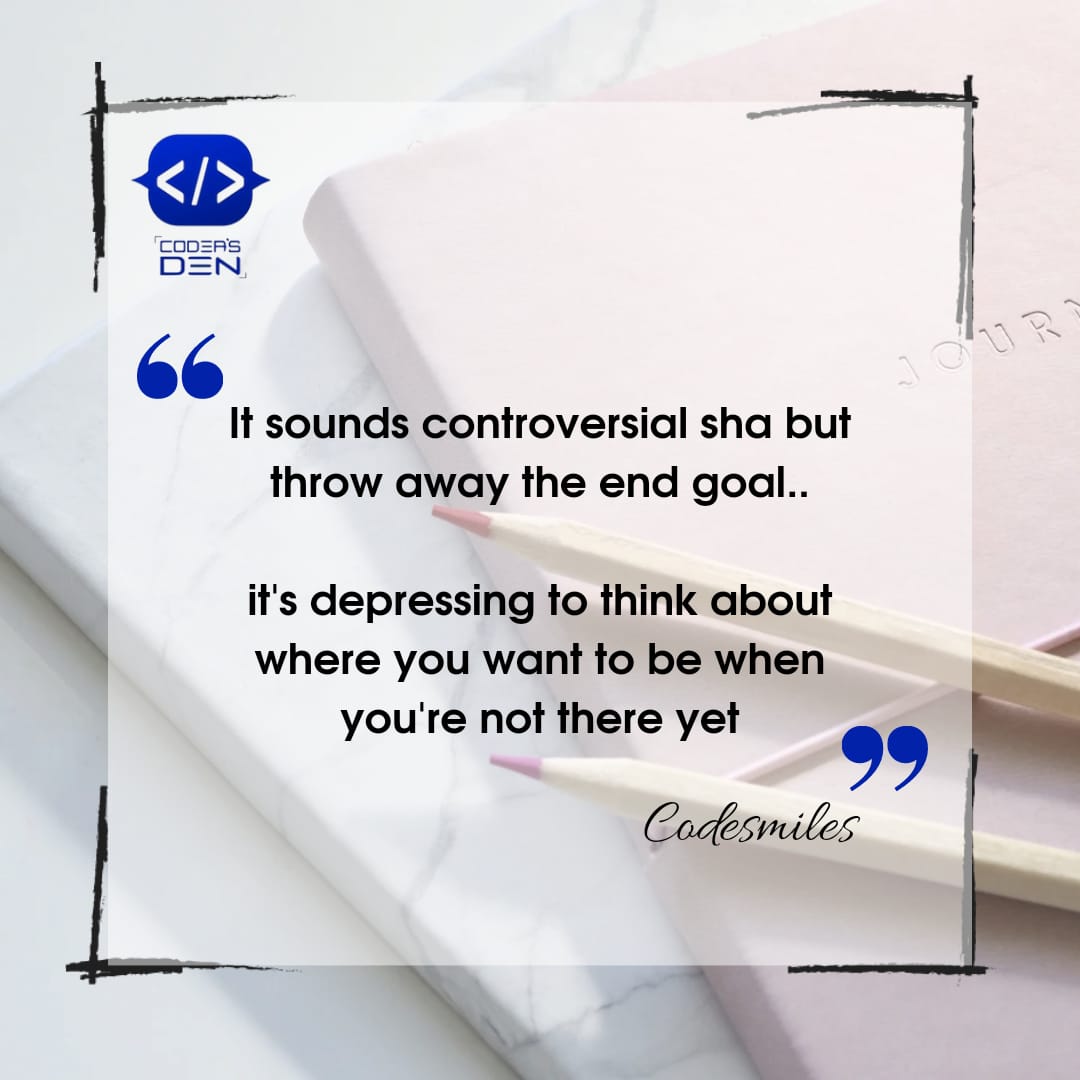 </>
CODER'S
DEN
JOURN
“
It sounds controversial sha but
throw away the end goal..
it's depressing to think about
where you want to be when
you're not there yet
”
Codesmiles